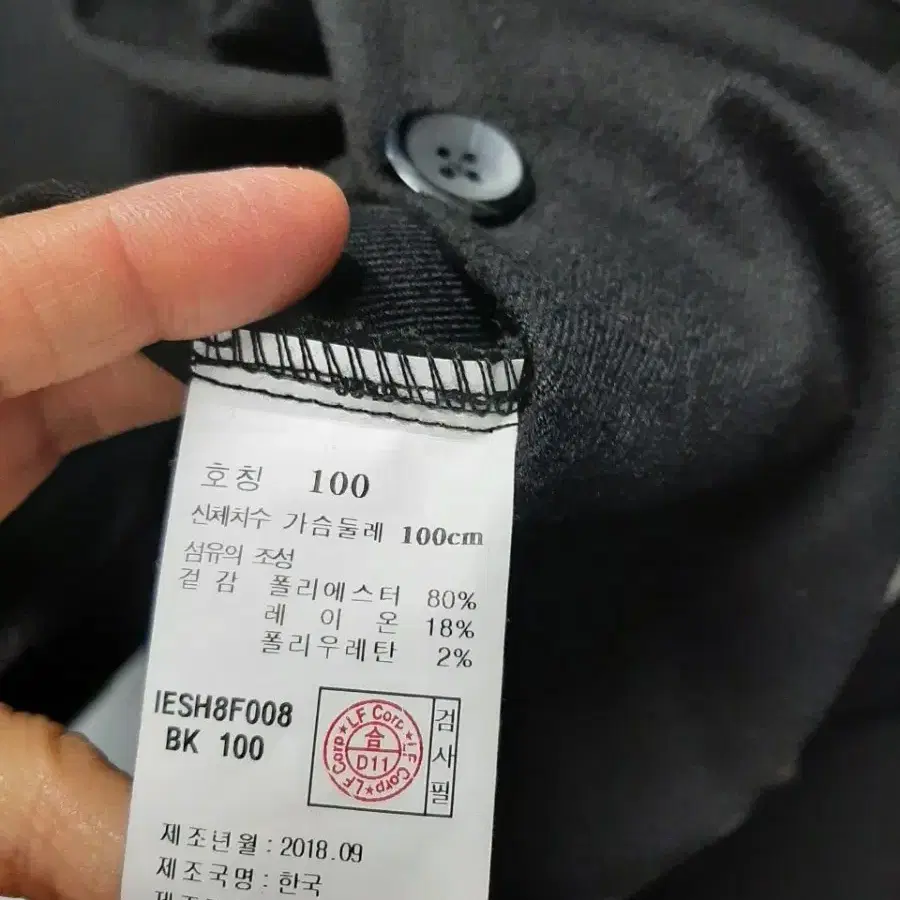 호칭 100
신체치수 가슴둘레 100cm
섬유의 조성
겉감 폴리에스터 80%
레이온 18%
폴리우레탄 2%
IESH8F008
BK 100
LF Corp ★ LF Corp ★ LF Corp ★
合
D11
검사필
제조년월 : 2018.09
제조국명 : 한국